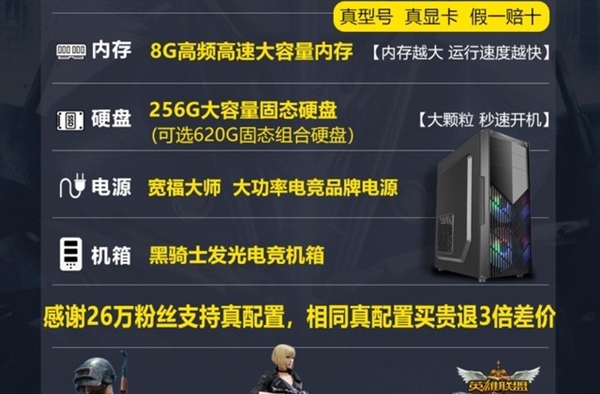 真型号 真显卡 假一赔十
内存 8G高频高速大容量内存 【内存越大 运行速度越快】
硬盘 256G大容量固态硬盘 【大颗粒 秒速开机】
(可选620G固态组合硬盘)
电源 宽福大师 大功率电竞品牌电源
机箱 黑骑士发光电竞机箱
感谢26万粉丝支持真配置，相同真配置买贵退3倍差价
英雄联盟